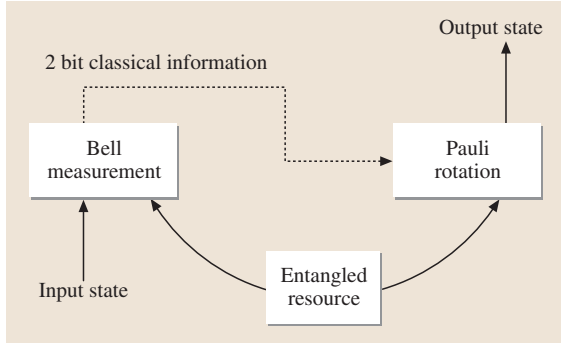 Output state
2 bit classical information
Bell
measurement
Pauli
rotation
Entangled
resource
Input state